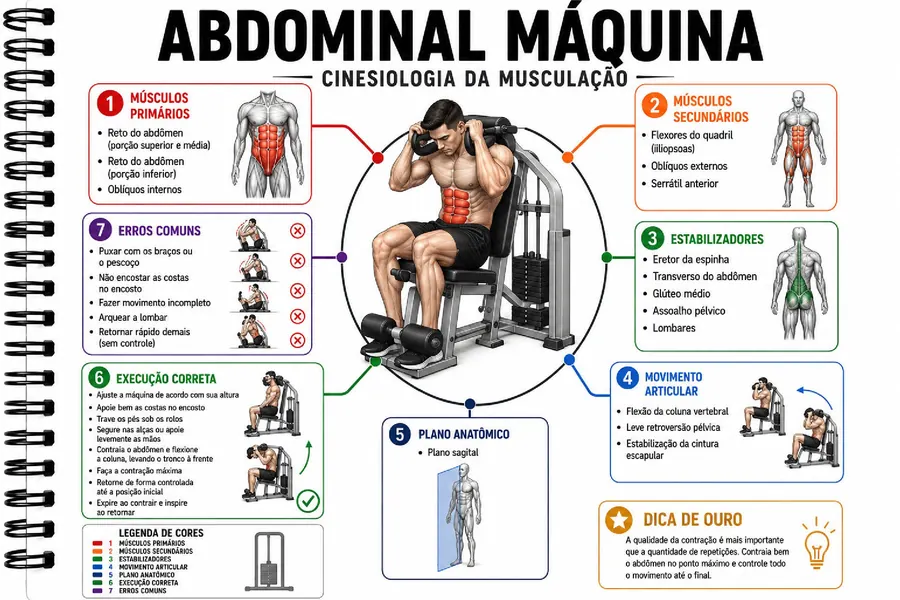 ABDOMINAL MÁQUINA
CINESIOLOGIA DA MUSCULAÇÃO
1 MÚSCULOS
PRIMÁRIOS
• Reto do abdômen
(porção superior e média)
• Reto do abdômen
(porção inferior)
• Oblíquos internos
2 MÚSCULOS
SECUNDÁRIOS
• Flexores do quadril
(iliopsoas)
• Oblíquos externos
• Serrátil anterior
3 ESTABILIZADORES
• Eretor da espinha
• Transverso do abdômen
• Glúteo médio
• Assoalho pélvico
• Lombares
4 MOVIMENTO
ARTICULAR
• Flexão da coluna vertebral
• Leve retroversão pélvica
• Estabilização da cintura
escapular
5 PLANO ANATÔMICO
• Plano sagital
6 EXECUÇÃO CORRETA
• Ajuste a máquina de acordo com sua altura
• Apoie bem as costas no encosto
• Trave os pés sob os rolos
• Segure nas alças ou apoie
levemente as mãos
• Contraia o abdômen e flexione
a coluna, levando o tronco à frente
• Faça a contração máxima
• Retorne de forma controlada
até a posição inicial
• Expire ao contrair e inspire
ao retornar
7 ERROS COMUNS
• Puxar com os braços ou
o pescoço
• Não encostar as costas
no encosto
• Fazer movimento incompleto
• Arquear a lombar
• Retornar rápido demais
(sem controle)
LEGENDA DE CORES
1 MÚSCULOS PRIMÁRIOS
2 MÚSCULOS SECUNDÁRIOS
3 ESTABILIZADORES
4 MOVIMENTO ARTICULAR
5 PLANO ANATÔMICO
6 EXECUÇÃO CORRETA
7 ERROS COMUNS
DICA DE OURO
A qualidade da contração é mais importante
que a quantidade de repetições. Contraia bem
o abdômen no ponto máximo e controle todo
o movimento até o final.